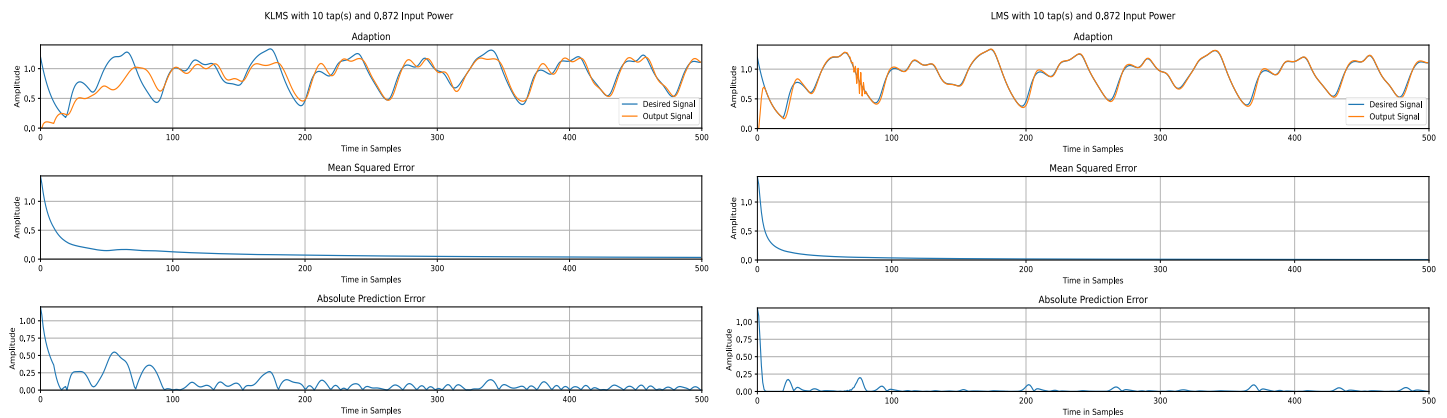 KLMS with 10 tap(s) and 0,872 Input Power
Adaption
Amplitude
1,0
0,5
0,0
Desired Signal
Output Signal
0 100 200 300 400 500
Time in Samples
Mean Squared Error
Amplitude
1,0
0,5
0,0
0 100 200 300 400 500
Time in Samples
Absolute Prediction Error
Amplitude
1,00
0,75
0,50
0,25
0,00
0 100 200 300 400 500
Time in Samples
LMS with 10 tap(s) and 0,872 Input Power
Adaption
Amplitude
1,0
0,5
0,0
Desired Signal
Output Signal
0 100 200 300 400 500
Time in Samples
Mean Squared Error
Amplitude
1,0
0,5
0,0
0 100 200 300 400 500
Time in Samples
Absolute Prediction Error
Amplitude
1,00
0,75
0,50
0,25
0,00
0 100 200 300 400 500
Time in Samples